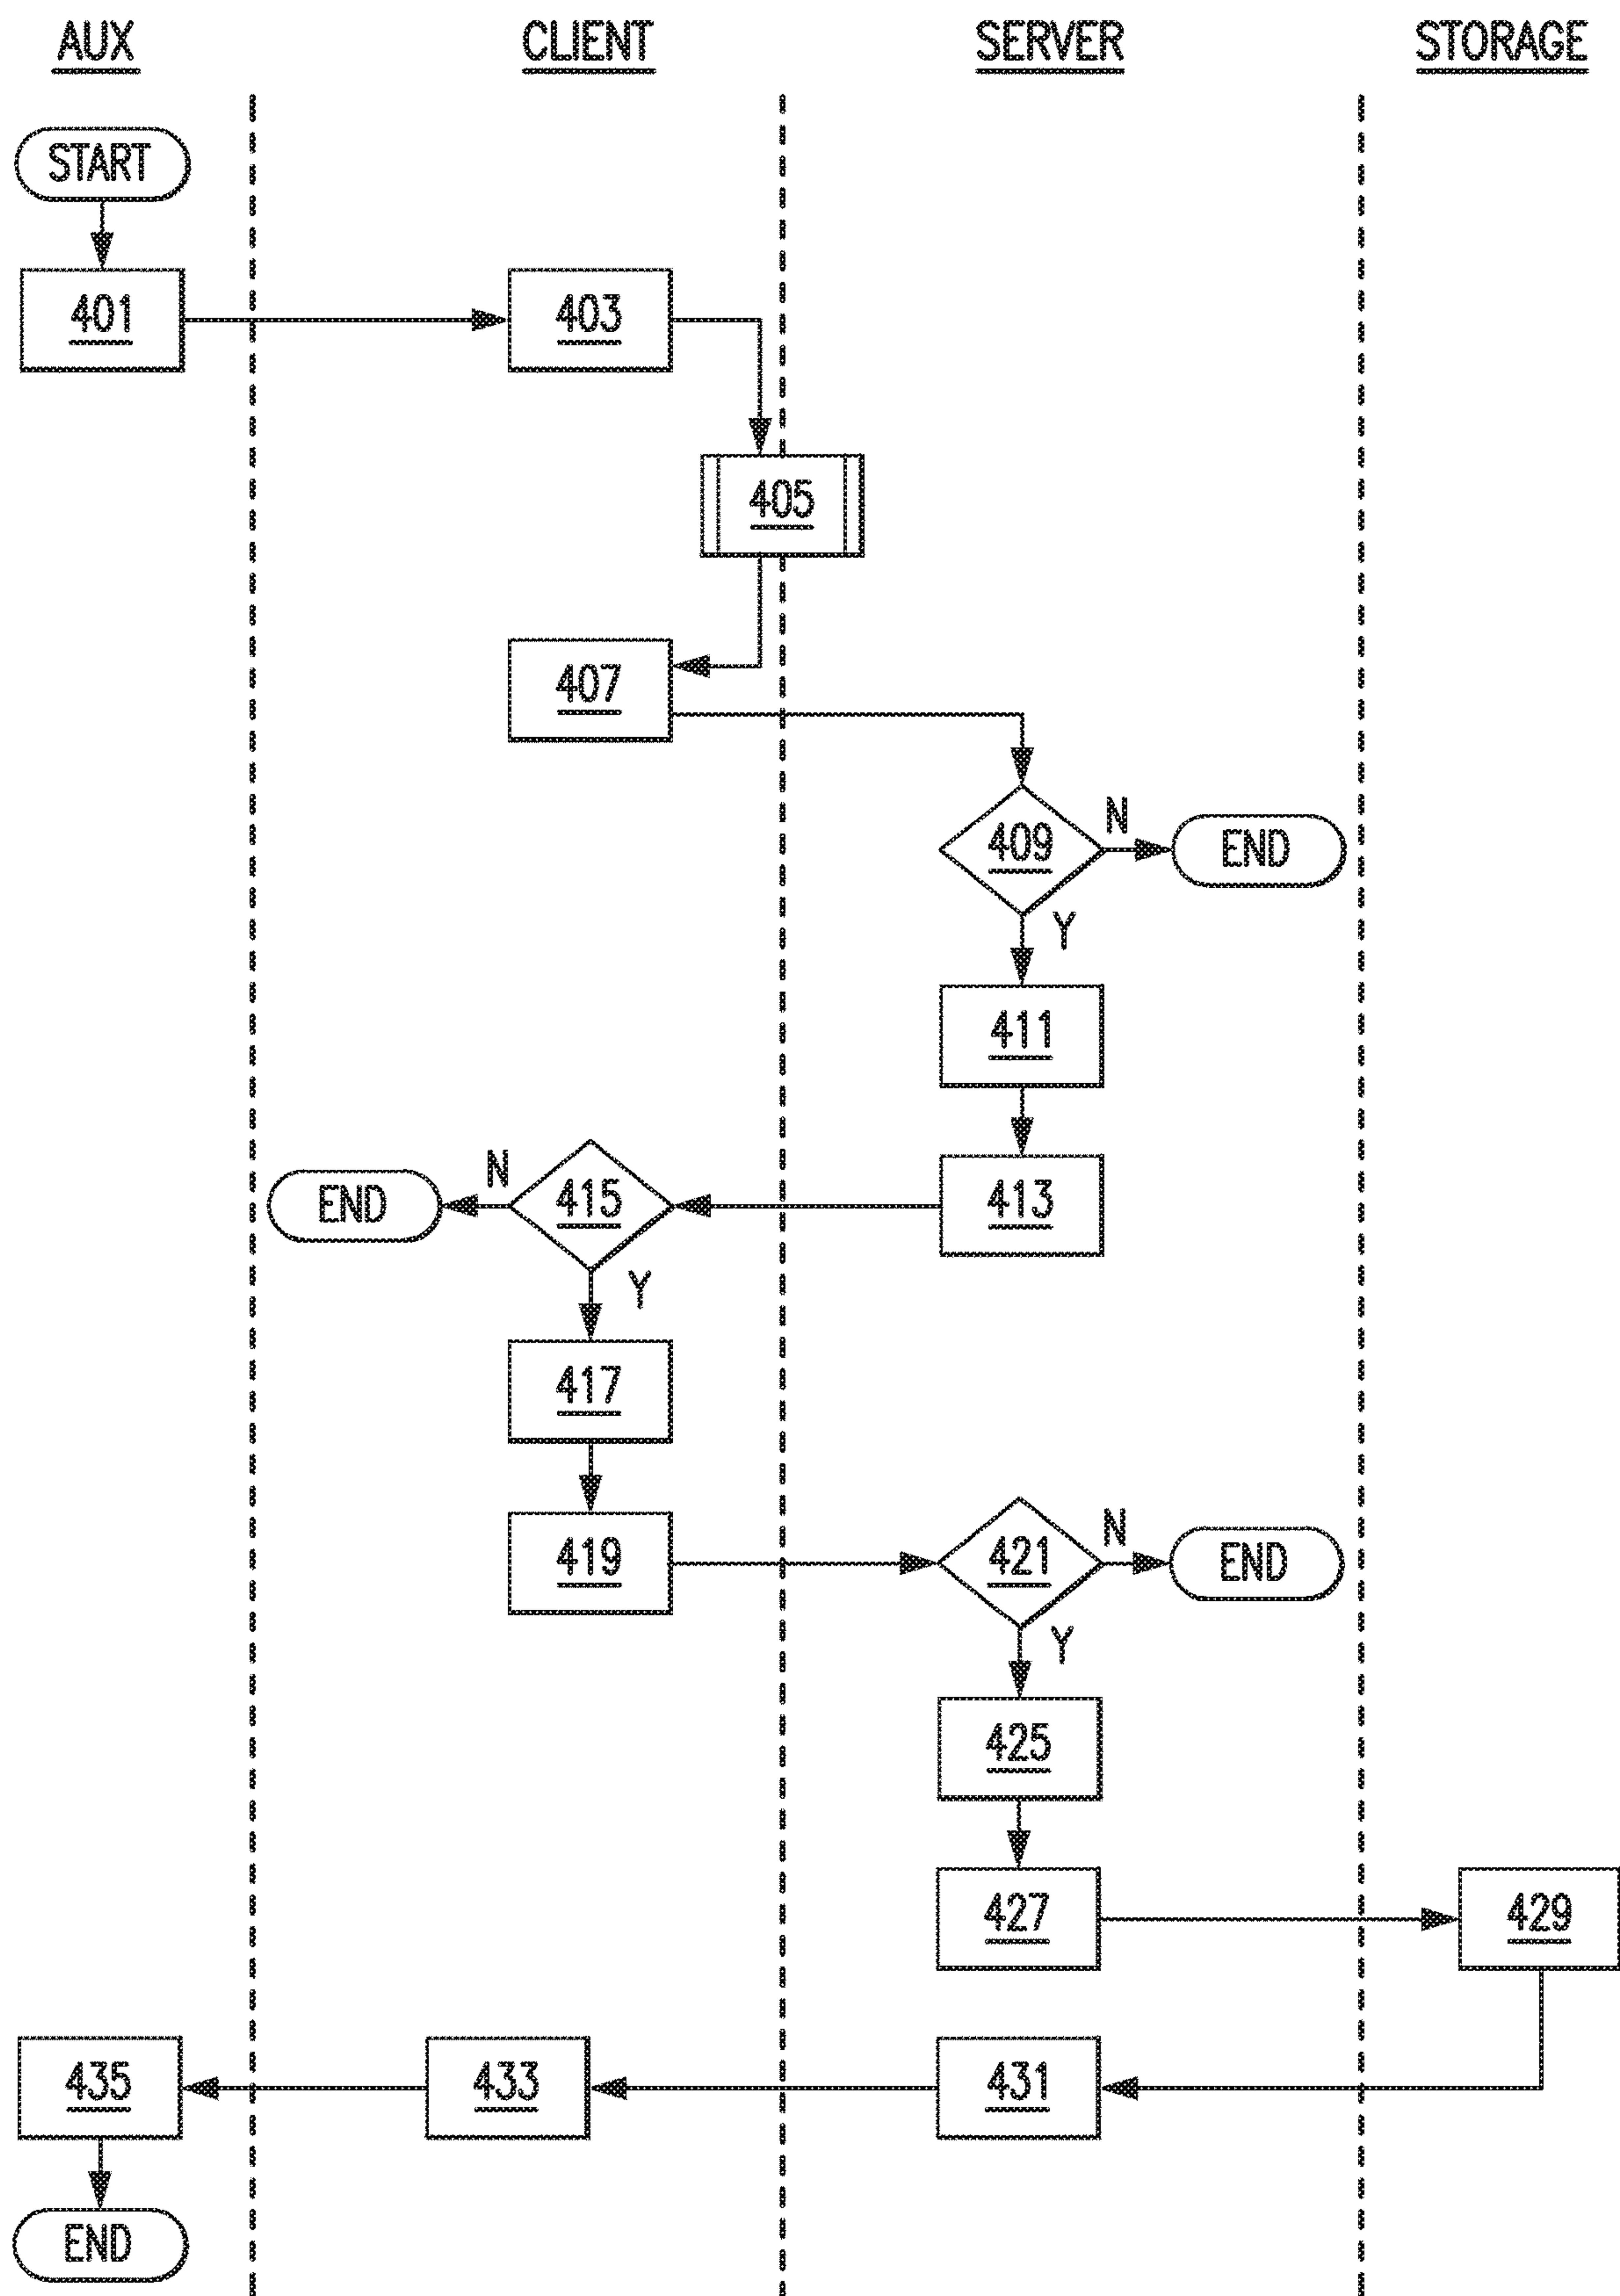 AUX CLIENT SERVER STORAGE
START
401 403
405
407
409 N END
Y
411
END N 415 413
Y
417
419 421 N END
Y
425
427 429
435 433 431
END